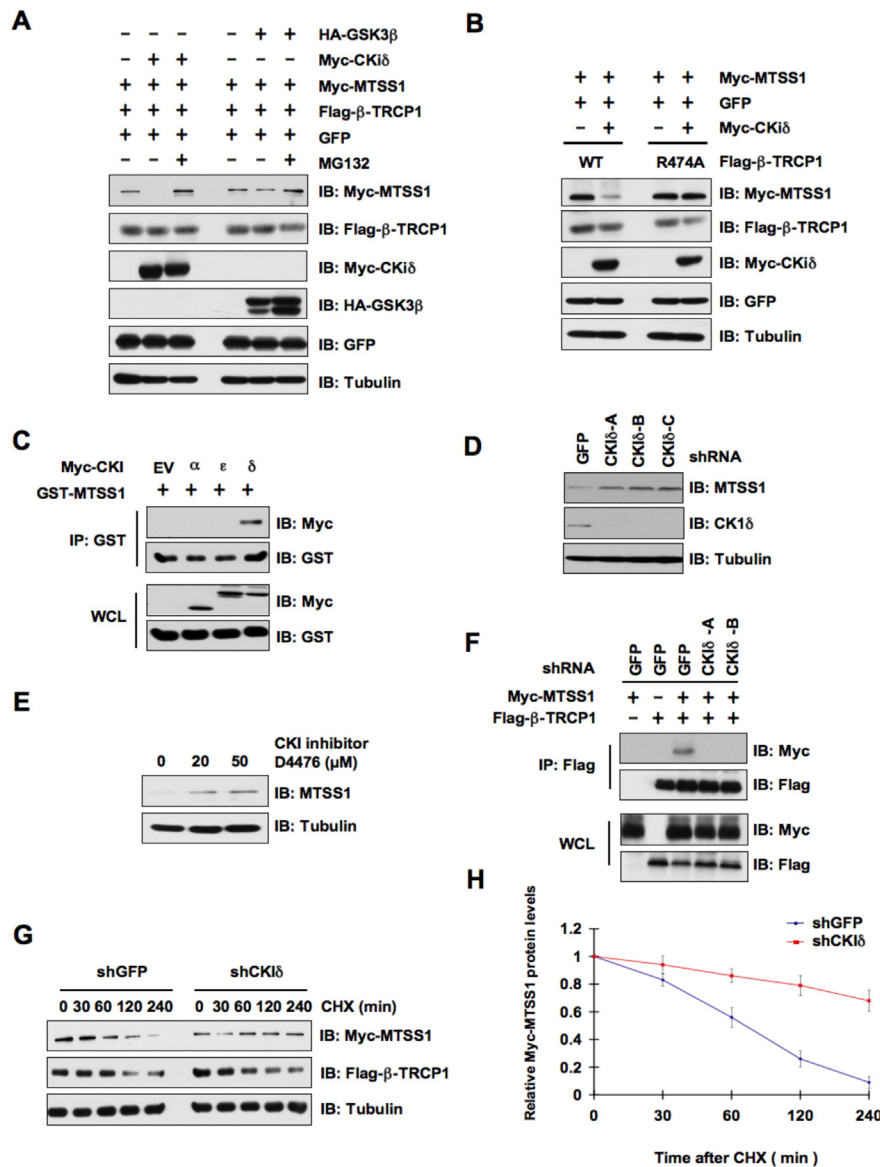 A
– – – – + + HA-GSK3β
– + + – – – Myc-CKiδ
+ + + + + + Myc-MTSS1
+ + + + + + Flag-β-TRCP1
+ + + + + + GFP
– – + – – + MG132
IB: Myc-MTSS1
IB: Flag-β-TRCP1
IB: Myc-CKiδ
IB: HA-GSK3β
IB: GFP
IB: Tubulin
B
+ + + + Myc-MTSS1
+ + + + GFP
– + – + Myc-CKiδ
WT R474A Flag-β-TRCP1
IB: Myc-MTSS1
IB: Flag-β-TRCP1
IB: Myc-CKiδ
IB: GFP
IB: Tubulin
C
Myc-CKI EV α ε δ
GST-MTSS1 + + + +
IP: GST
IB: Myc
IB: GST
WCL
IB: Myc
IB: GST
D
GFP CKIδ-A CKIδ-B CKIδ-C shRNA
IB: MTSS1
IB: CK1δ
IB: Tubulin
E
CKI inhibitor
0 20 50 D4476 (µM)
IB: MTSS1
IB: Tubulin
F
shRNA GFP GFP GFP CKIδ -A CKIδ -B
Myc-MTSS1 + – + + +
Flag-β-TRCP1 – + + + +
IP: Flag
IB: Myc
IB: Flag
WCL
IB: Myc
IB: Flag
G
shGFP shCKIδ
0 30 60 120 240 0 30 60 120 240 CHX (min)
IB: Myc-MTSS1
IB: Flag-β-TRCP1
IB: Tubulin
H
shGFP
shCKIδ
Relative Myc-MTSS1 protein levels
1.2
1
0.8
0.6
0.4
0.2
0
0 30 60 120 240
Time after CHX ( min )